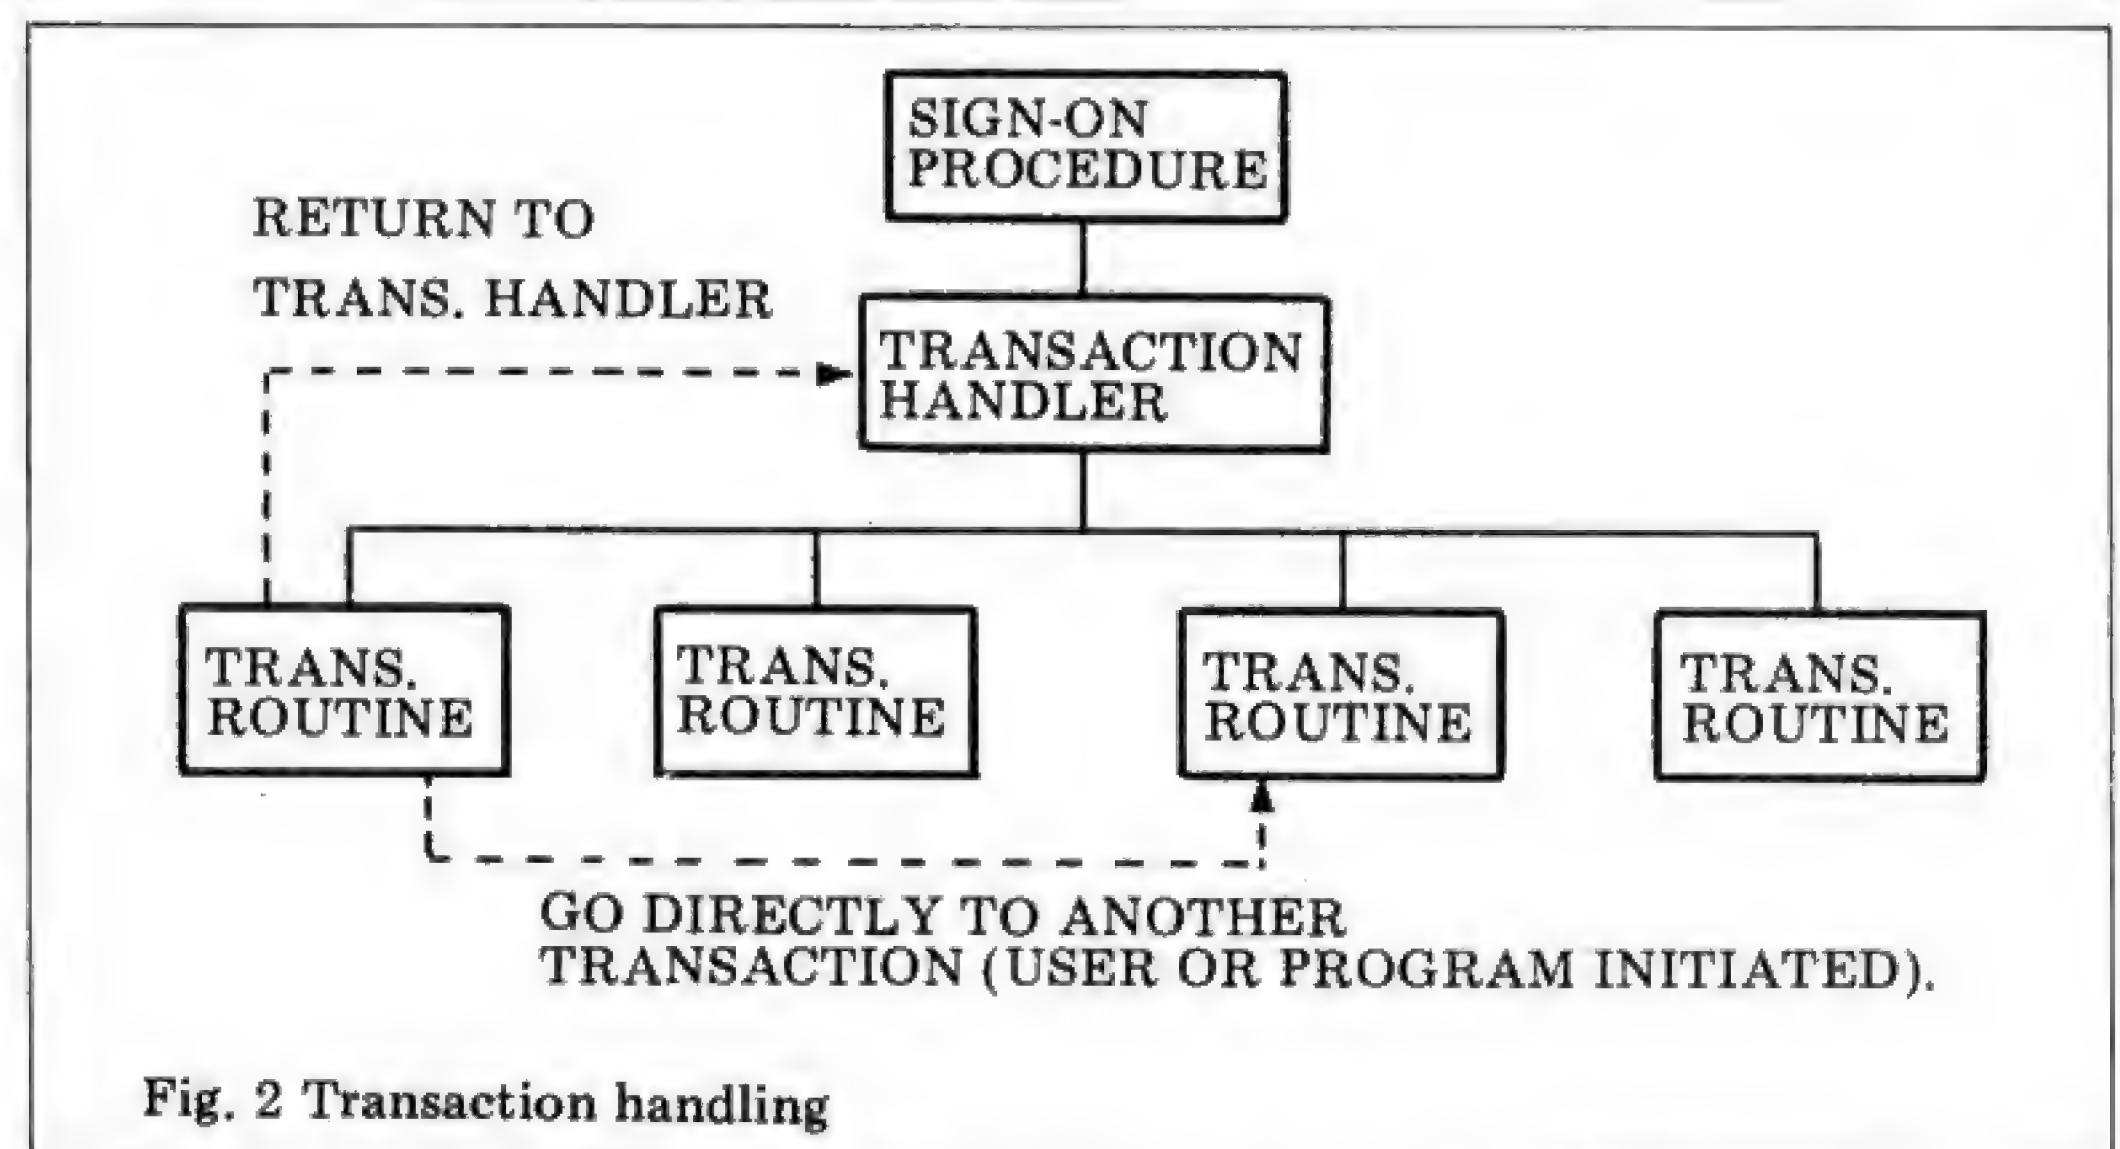 SIGN-ON
PROCEDURE
RETURN TO
TRANS. HANDLER
TRANSACTION
HANDLER
TRANS.
ROUTINE
TRANS.
ROUTINE
TRANS.
ROUTINE
TRANS.
ROUTINE
GO DIRECTLY TO ANOTHER
TRANSACTION (USER OR PROGRAM INITIATED).
Fig. 2 Transaction handling